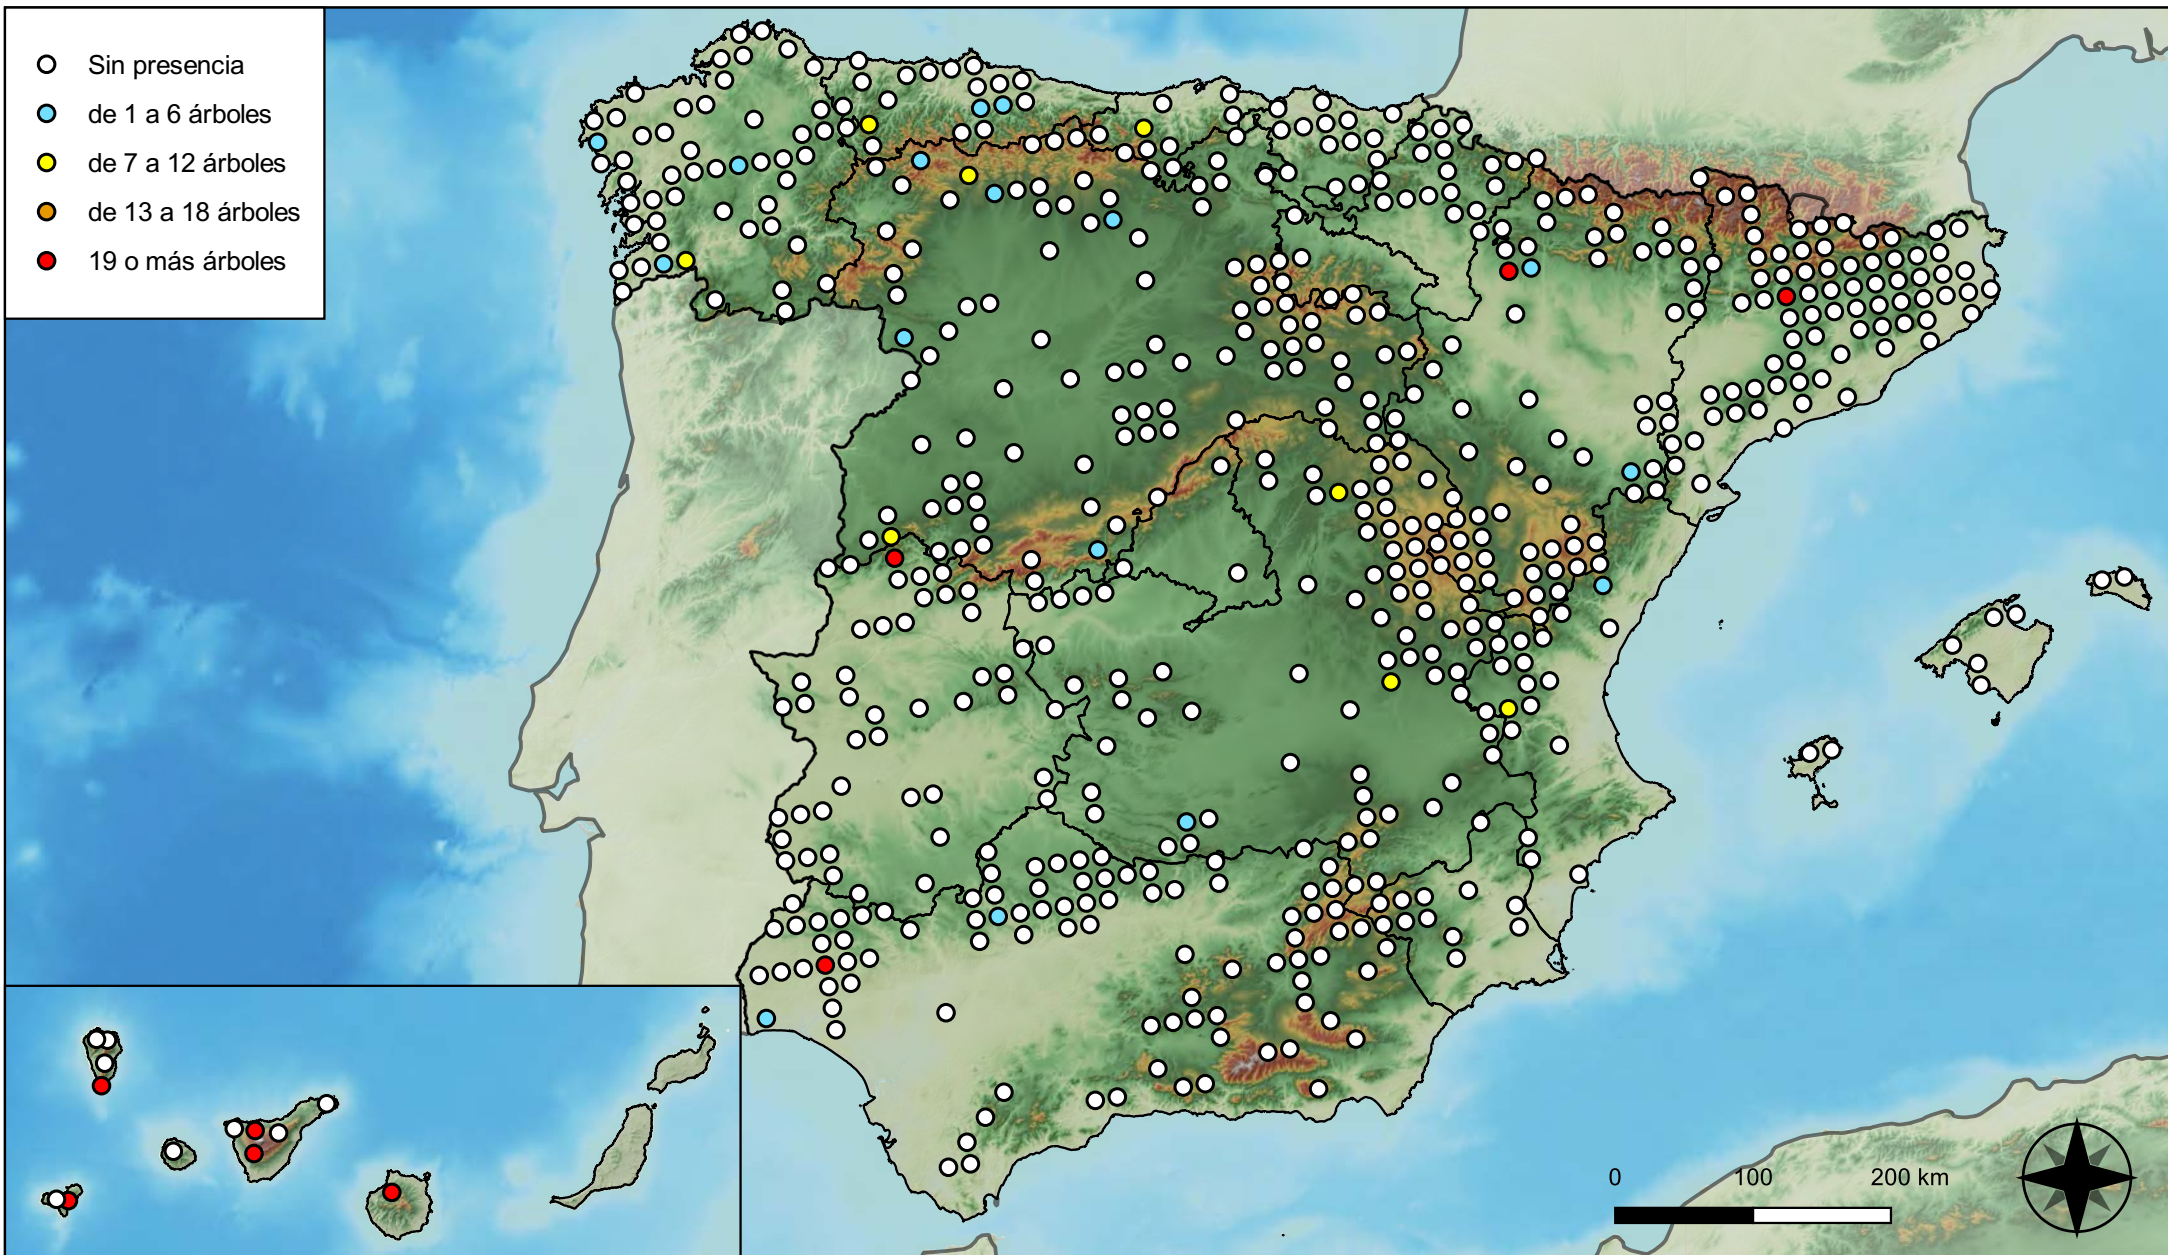 Sin presencia
de 1 a 6 árboles
de 7 a 12 árboles
de 13 a 18 árboles
19 o más árboles
0 100 200 km